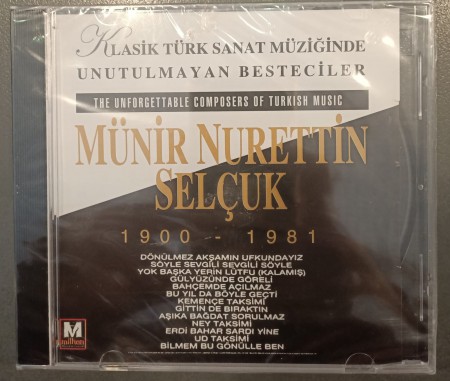 KLASİK TÜRK SANAT MÜZİĞİNDE
UNUTULMAYAN BESTECİLER
THE UNFORGETTABLE COMPOSERS OF TURKISH MUSIC
MÜNİR NURETTİN
SELÇUK
1900 - 1981
DÖNÜLMEZ AKŞAMIN UFKUNDAYIZ
SÖYLE SEVGİLİ SEVGİLİ SÖYLE
YOK BAŞKA YERİN LÜTFU (KALAMIŞ)
GÜLYÜZÜNDE GÖRELİ
BAHÇEMDE AÇILMAZ
BU YIL DA BÖYLE GEÇTİ
KEMENÇE TAKSİMİ
GİTTİN DE BIRAKTIN
AŞIKA BAĞDAT SORULMAZ
NEY TAKSİMİ
ERDİ BAHAR SARDI YİNE
UD TAKSİMİ
BİLMEM BU GÖNÜLLE BEN
M